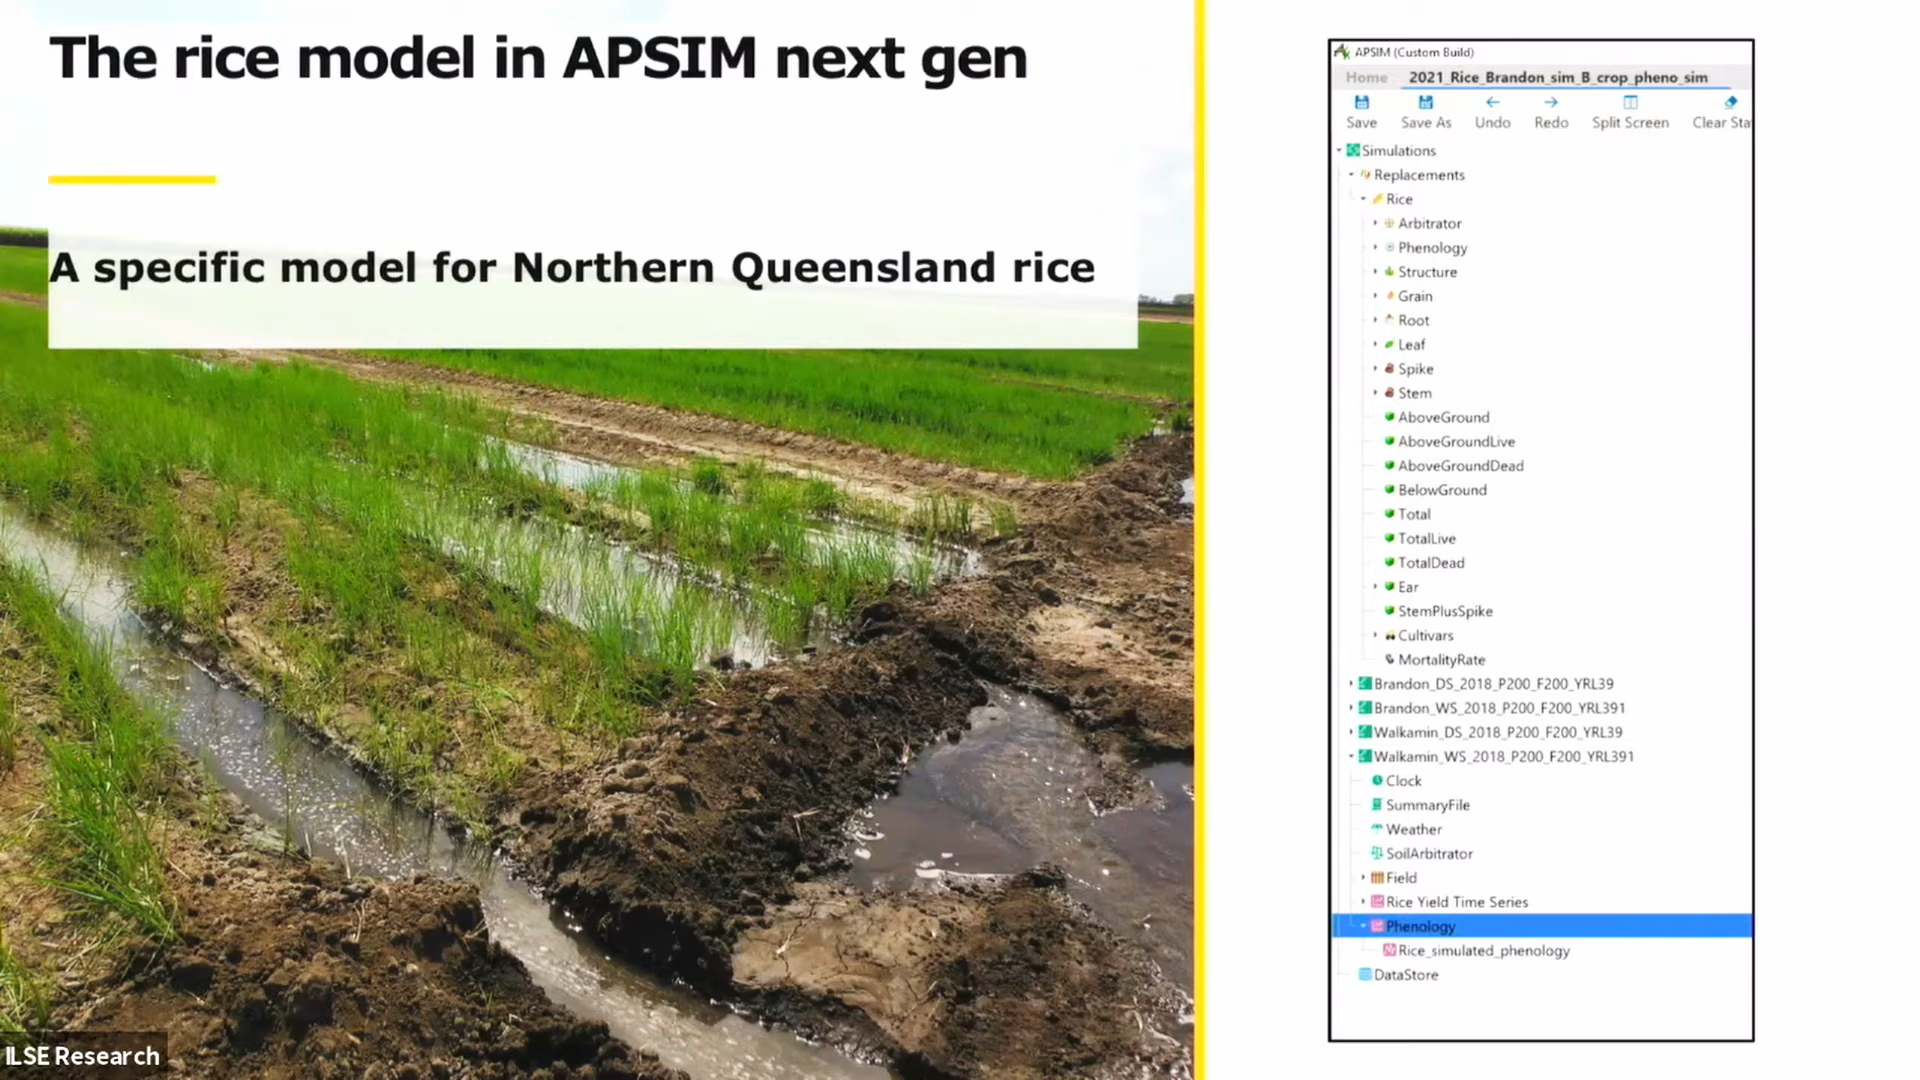 The rice model in APSIM next gen
A specific model for Northern Queensland rice
ILSE Research
APSIM (Custom Build)
Home 2021_Rice_Brandon_sim_B_crop_pheno_sim
Save Save As Undo Redo Split Screen Clear Sta
Simulations
Replacements
Rice
Arbitrator
Phenology
Structure
Grain
Root
Leaf
Spike
Stem
AboveGround
AboveGroundLive
AboveGroundDead
BelowGround
Total
TotalLive
TotalDead
Ear
StemPlusSpike
Cultivars
MortalityRate
Brandon_DS_2018_P200_F200_YRL39
Brandon_WS_2018_P200_F200_YRL391
Walkamin_DS_2018_P200_F200_YRL39
Walkamin_WS_2018_P200_F200_YRL391
Clock
SummaryFile
Weather
SoilArbitrator
Field
Rice Yield Time Series
Phenology
Rice_simulated_phenology
DataStore